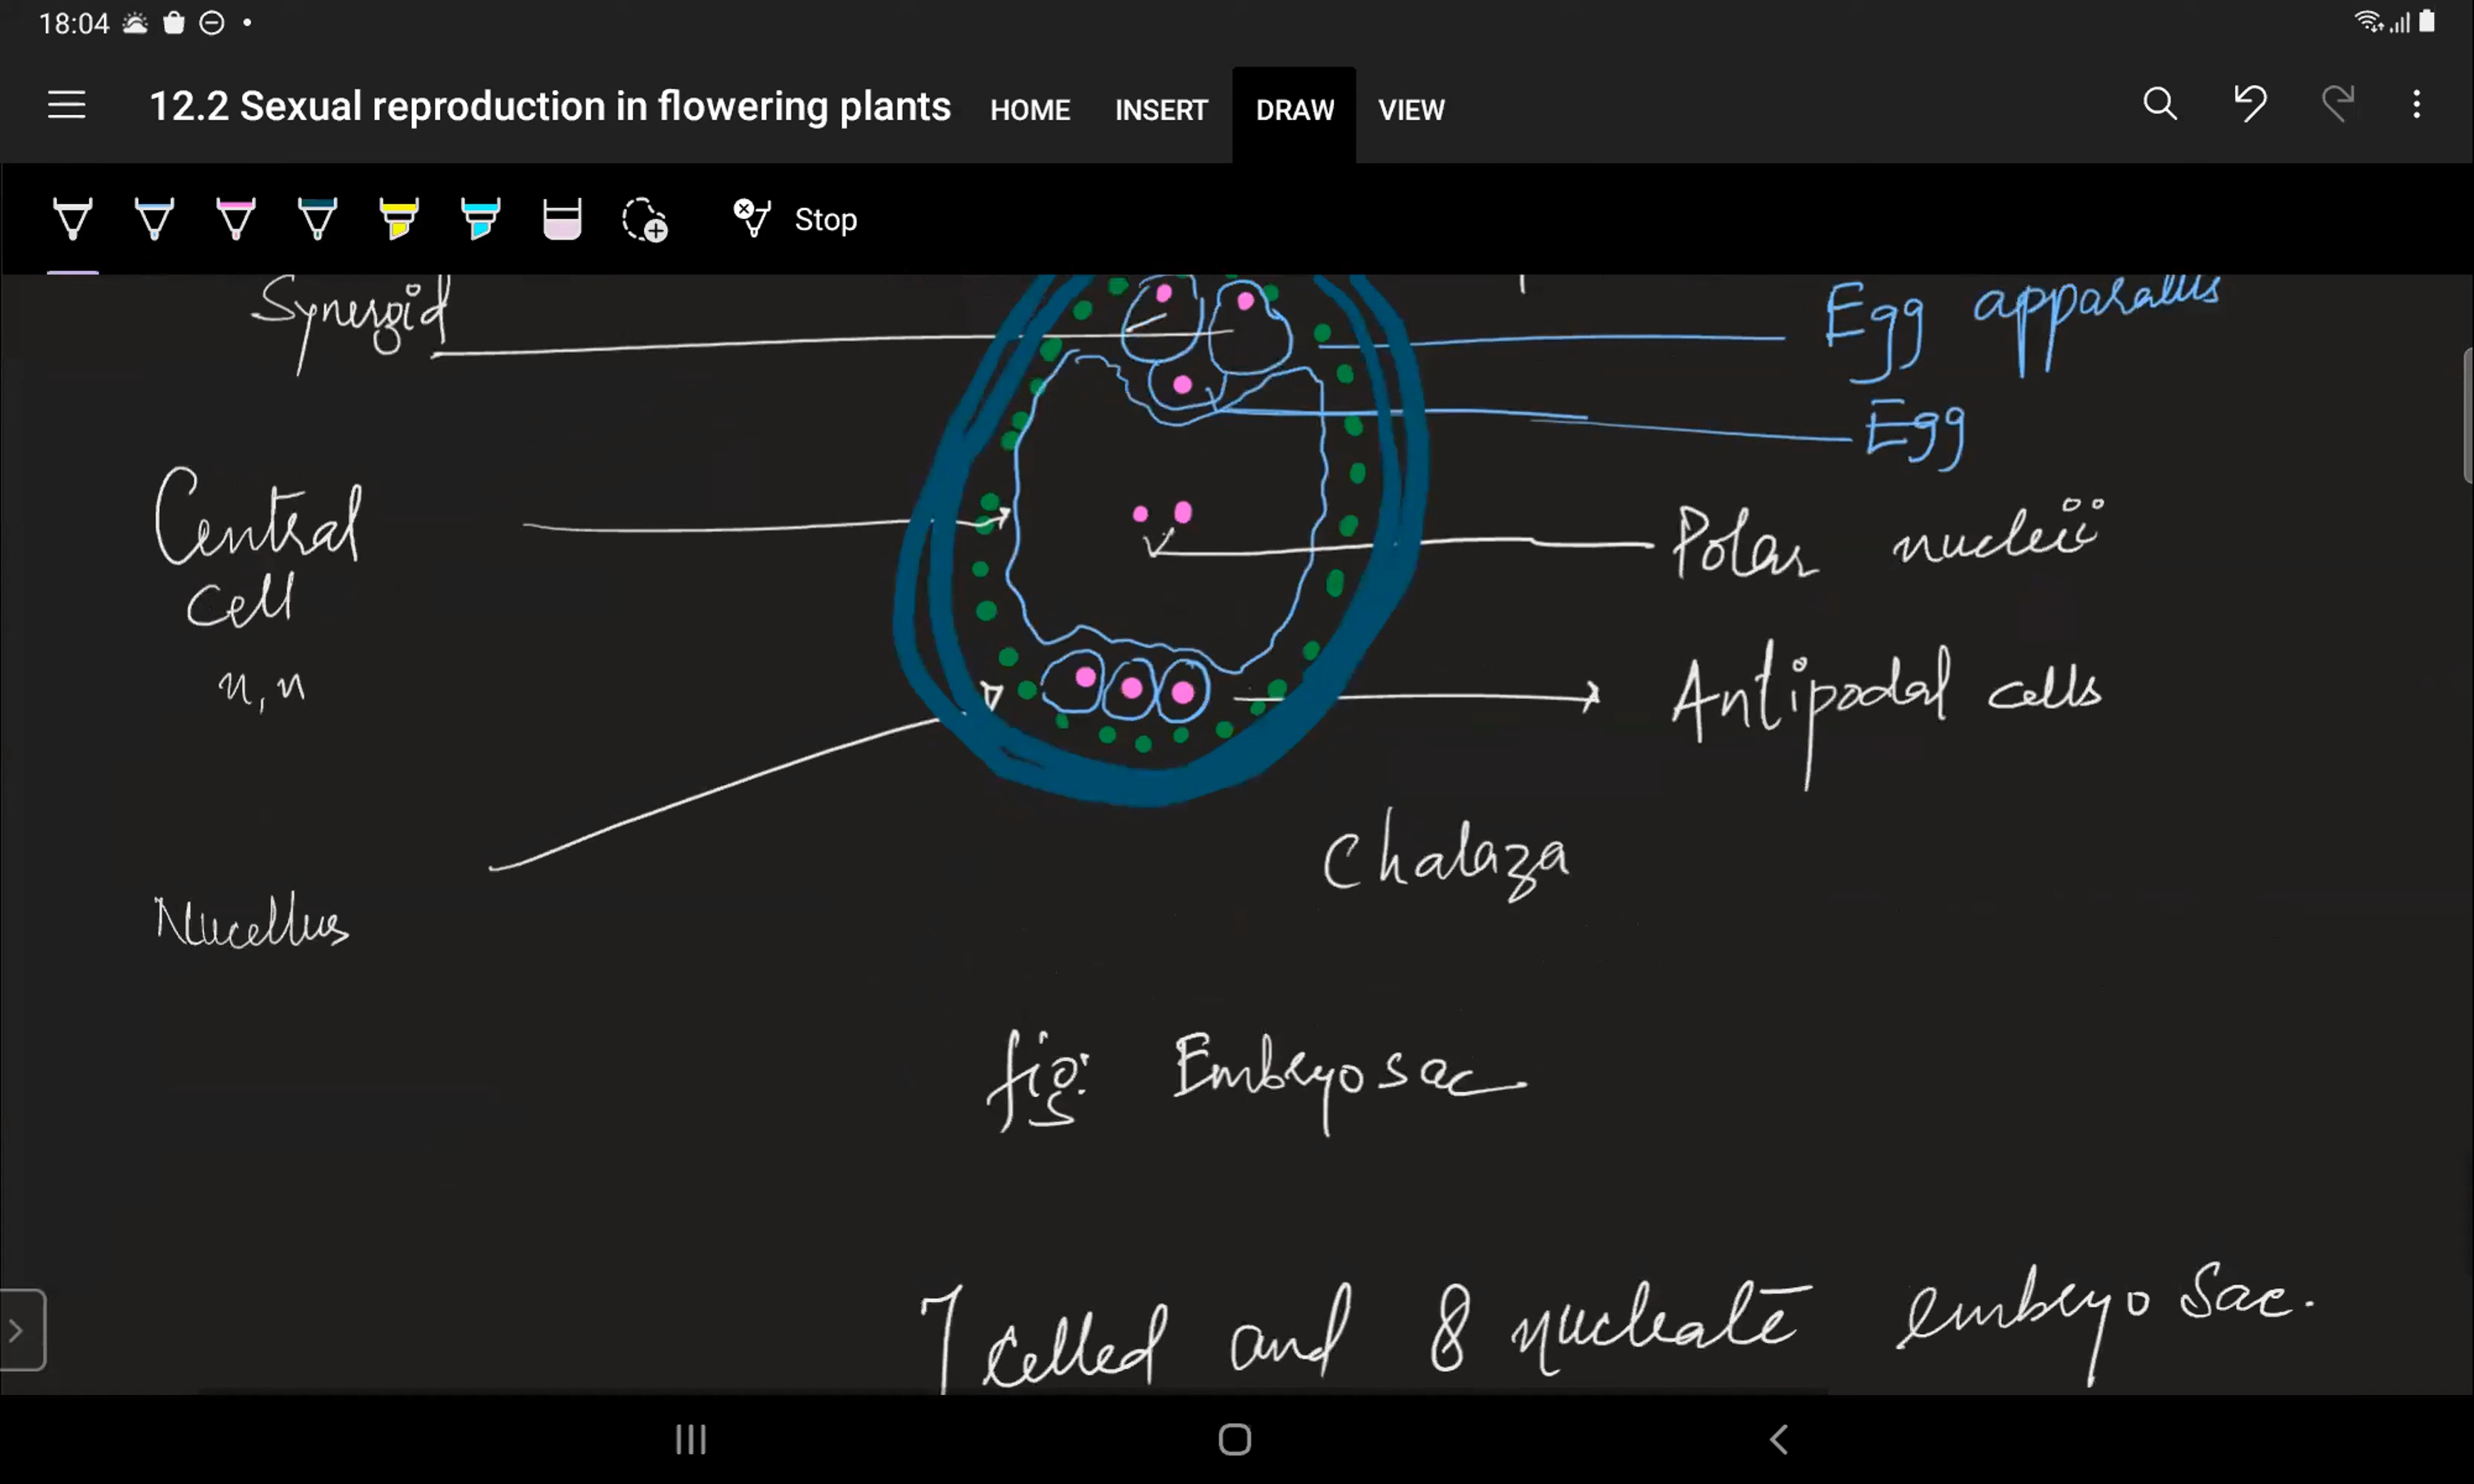 18:04
12.2 Sexual reproduction in flowering plants HOME INSERT DRAW VIEW
Stop
Synergid
Egg apparatus
Egg
Central
cell
n, n
Polar nucleii
Antipodal cells
Chalaza
Nucellus
fig: Embryo sac
7 celled and 8 nucleate embryo sac.